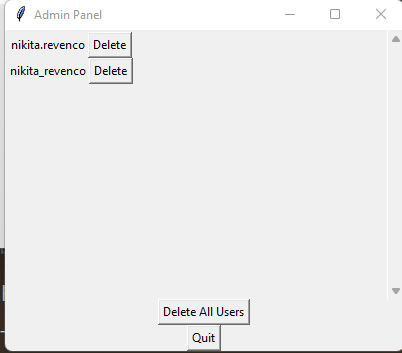 Admin Panel
nikita.revenco Delete
nikita_revenco Delete
Delete All Users
Quit